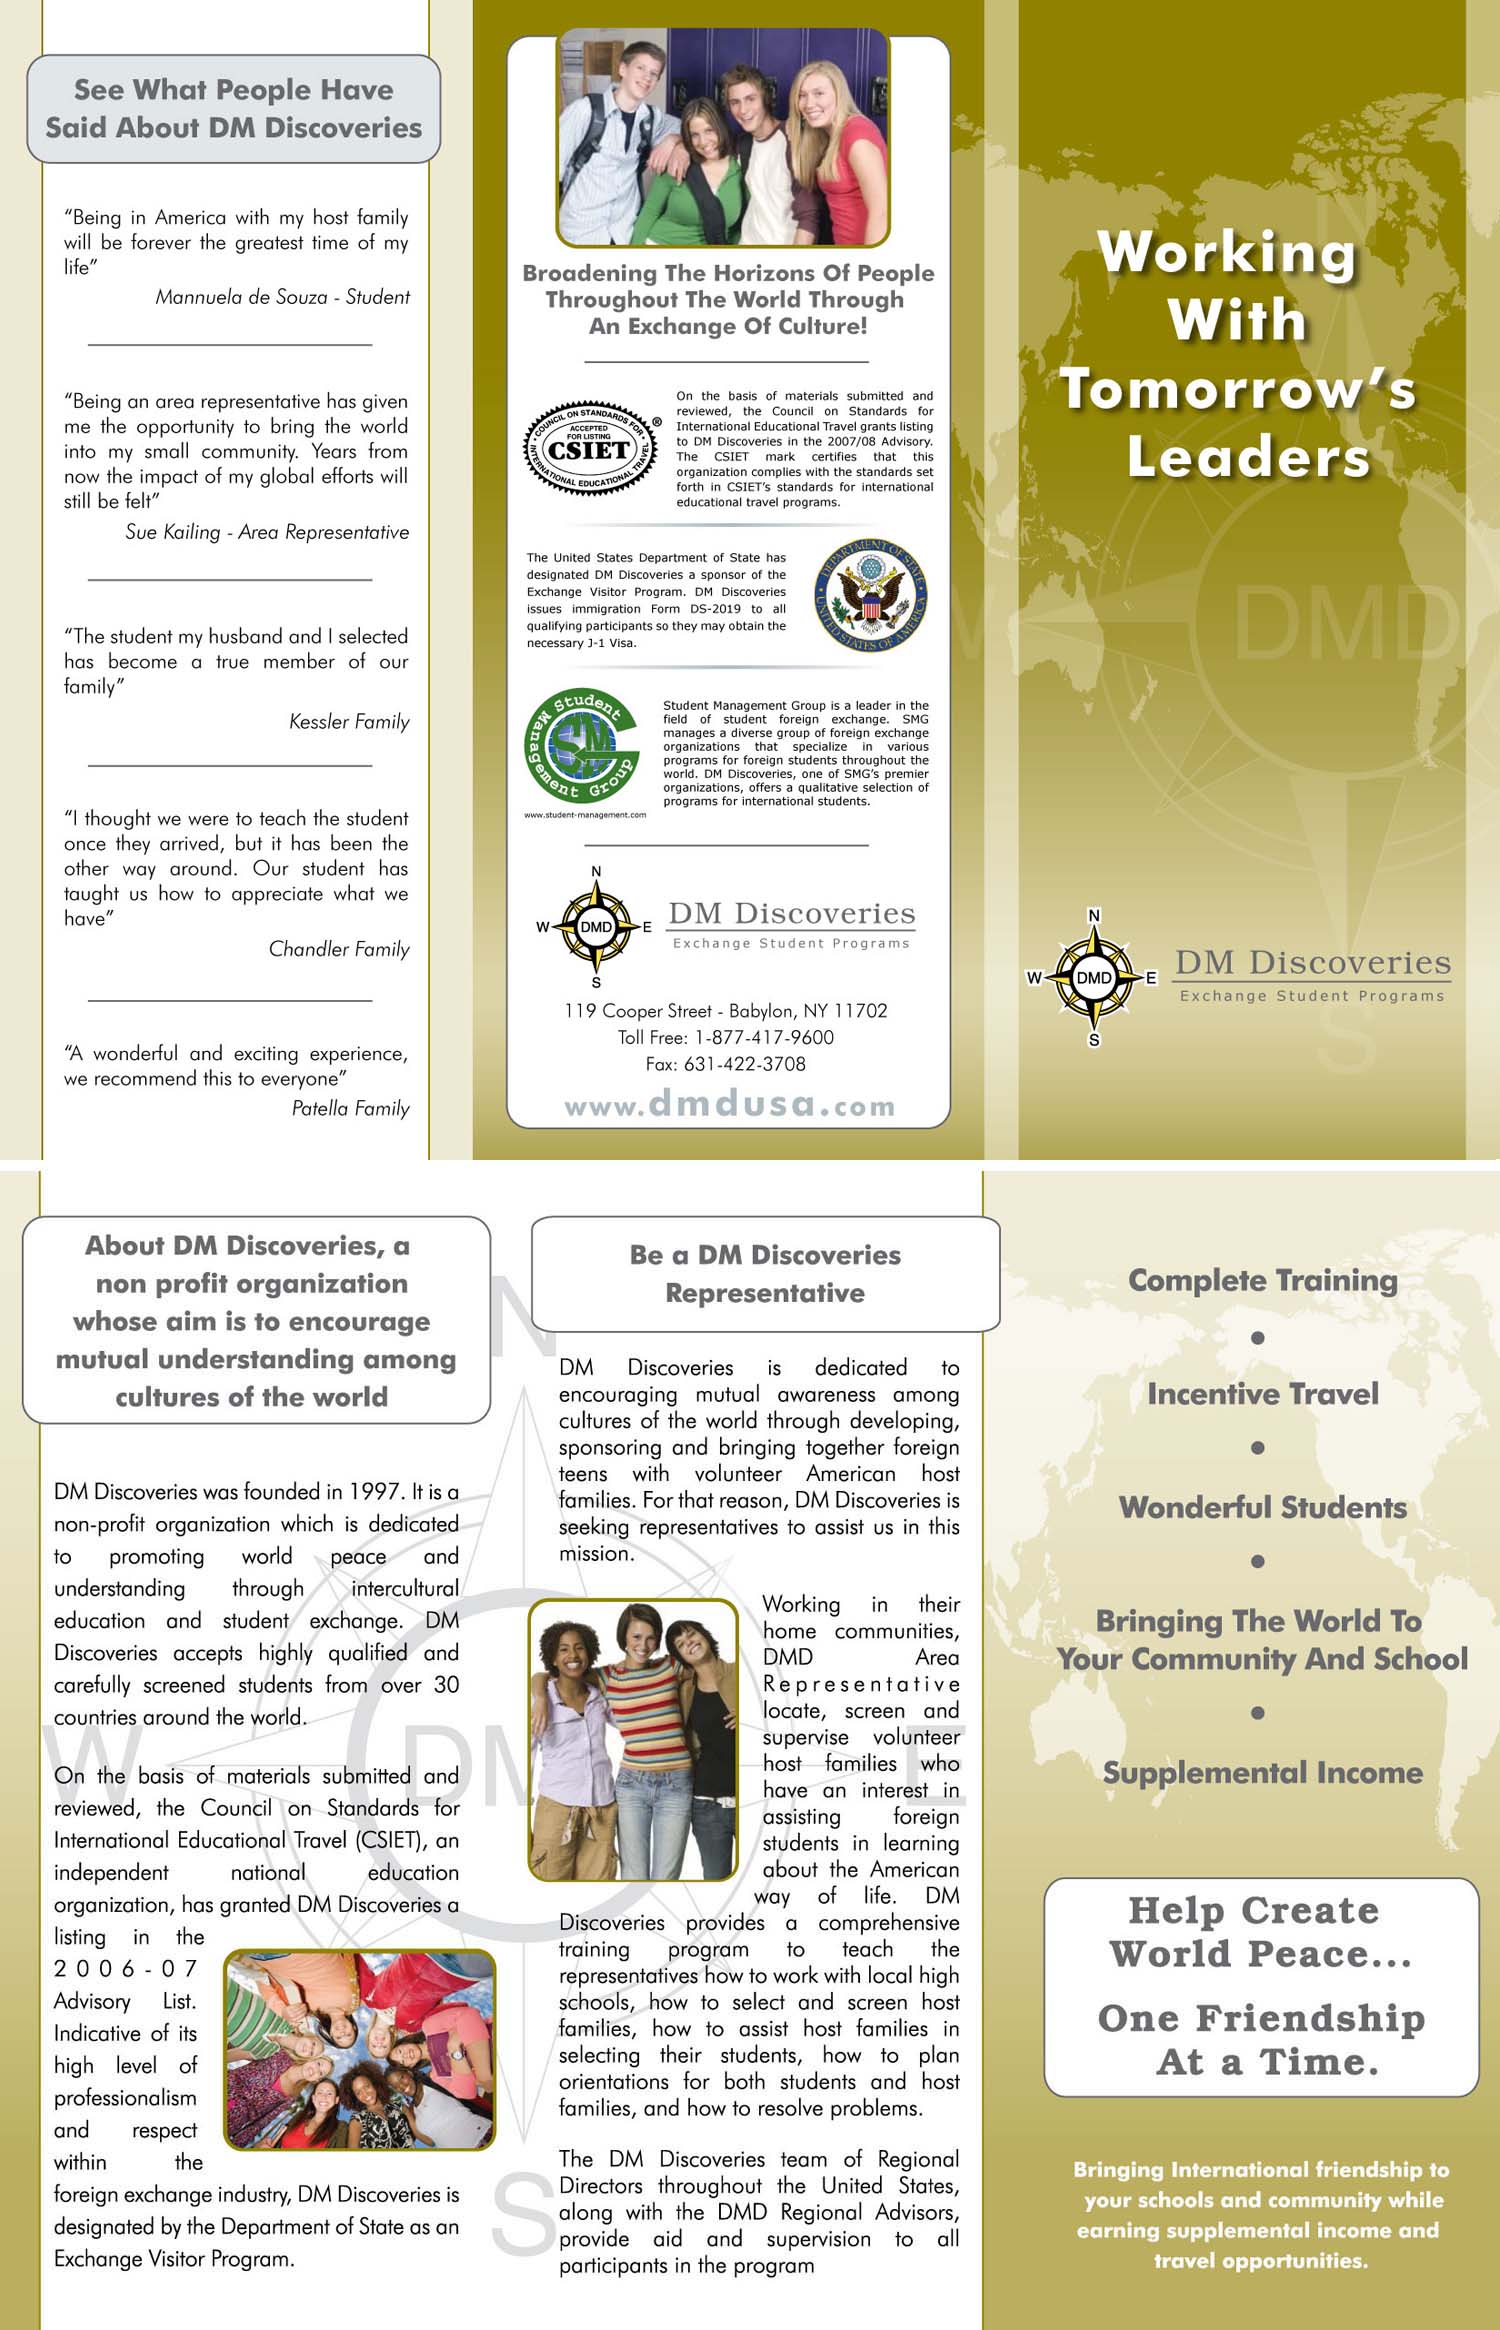 See What People Have
Said About DM Discoveries
“Being in America with my host family
will be forever the greatest time of my
life”
Mannuela de Souza - Student
“Being an area representative has given
me the opportunity to bring the world
into my small community. Years from
now the impact of my global efforts will
still be felt”
Sue Kailing - Area Representative
“The student my husband and I selected
has become a true member of our
family”
Kessler Family
“I thought we were to teach the student
once they arrived, but it has been the
other way around. Our student has
taught us how to appreciate what we
have”
Chandler Family
“A wonderful and exciting experience,
we recommend this to everyone”
Patella Family
Broadening The Horizons Of People
Throughout The World Through
An Exchange Of Culture!
COUNCIL ON STANDARDS FOR
INTERNATIONAL EDUCATIONAL TRAVEL
ACCEPTED
FOR LISTING
CSIET
®
On the basis of materials submitted and
reviewed, the Council on Standards for
International Educational Travel grants listing
to DM Discoveries in the 2007/08 Advisory.
The CSIET mark certifies that this
organization complies with the standards set
forth in CSIET’s standards for international
educational travel programs.
The United States Department of State has
designated DM Discoveries a sponsor of the
Exchange Visitor Program. DM Discoveries
issues immigration Form DS-2019 to all
qualifying participants so they may obtain the
necessary J-1 Visa.
DEPARTMENT OF STATE
UNITED STATES OF AMERICA
Student
Management Group
SMG
www.student-management.com
Student Management Group is a leader in the
field of student foreign exchange. SMG
manages a diverse group of foreign exchange
organizations that specialize in various
programs for foreign students throughout the
world. DM Discoveries, one of SMG’s premier
organizations, offers a qualitative selection of
programs for international students.
N
W DMD E
S
DM Discoveries
Exchange Student Programs
119 Cooper Street - Babylon, NY 11702
Toll Free: 1-877-417-9600
Fax: 631-422-3708
www.dmdusa.com
Working
With
Tomorrow’s
Leaders
N
W DMD
S
N
W DMD E
S
DM Discoveries
Exchange Student Programs
About DM Discoveries, a
non profit organization
whose aim is to encourage
mutual understanding among
cultures of the world
DM Discoveries was founded in 1997. It is a
non-profit organization which is dedicated
to promoting world peace and
understanding through intercultural
education and student exchange. DM
Discoveries accepts highly qualified and
carefully screened students from over 30
countries around the world.
On the basis of materials submitted and
reviewed, the Council on Standards for
International Educational Travel (CSIET), an
independent national education
organization, has granted DM Discoveries a
listing in the
2006-07
Advisory List.
Indicative of its
high level of
professionalism
and respect
within the
foreign exchange industry, DM Discoveries is
designated by the Department of State as an
Exchange Visitor Program.
N
W DM E
S
Be a DM Discoveries
Representative
DM Discoveries is dedicated to
encouraging mutual awareness among
cultures of the world through developing,
sponsoring and bringing together foreign
teens with volunteer American host
families. For that reason, DM Discoveries is
seeking representatives to assist us in this
mission.
Working in their
home communities,
DMD Area
Representative
locate, screen and
supervise volunteer
host families who
have an interest in
assisting foreign
students in learning
about the American
way of life. DM
Discoveries provides a comprehensive
training program to teach the
representatives how to work with local high
schools, how to select and screen host
families, how to assist host families in
selecting their students, how to plan
orientations for both students and host
families, and how to resolve problems.
The DM Discoveries team of Regional
Directors throughout the United States,
along with the DMD Regional Advisors,
provide aid and supervision to all
participants in the program
Complete Training
•
Incentive Travel
•
Wonderful Students
•
Bringing The World To
Your Community And School
•
Supplemental Income
Help Create
World Peace...
One Friendship
At a Time.
Bringing International friendship to
your schools and community while
earning supplemental income and
travel opportunities.